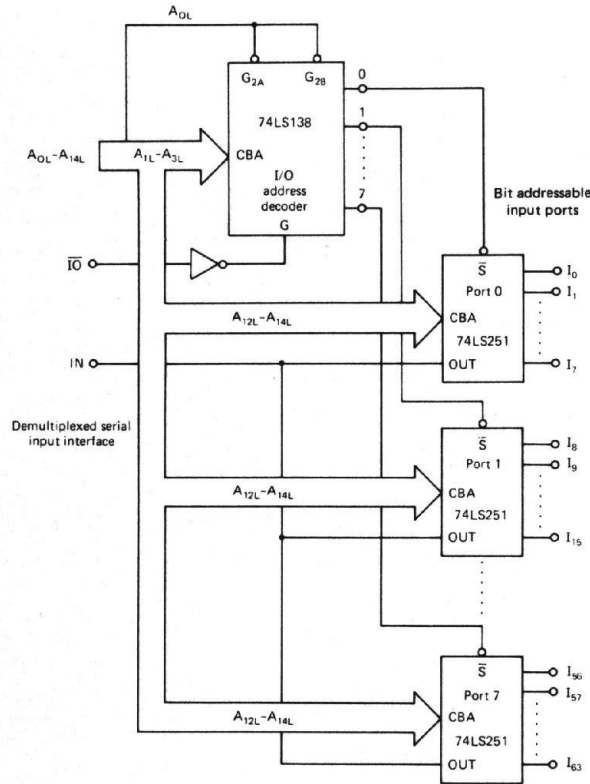 A0L
G2A
G2B
0
74LS138
1
A0L-A14L
A1L-A3L
CBA
I/O
address
decoder
7
G
Bit addressable
input ports
IO
S
I0
Port 0
I1
A12L-A14L
CBA
74LS251
IN
OUT
I7
Demultiplexed serial
input interface
S
I8
Port 1
I9
A12L-A14L
CBA
74LS251
OUT
I15
S
I56
Port 7
I57
A12L-A14L
CBA
74LS251
OUT
I63